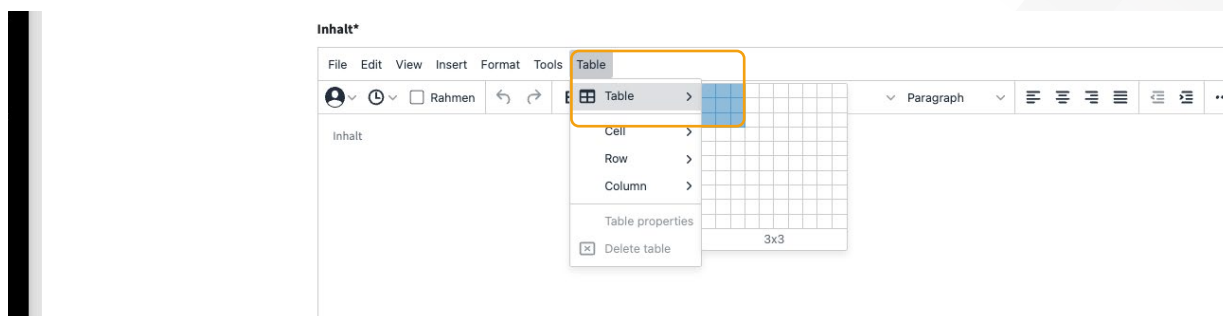 Inhalt*
File Edit View Insert Format Tools Table
Rahmen Table Paragraph
Inhalt
Cell
Row
Column
Table properties
Delete table
3x3